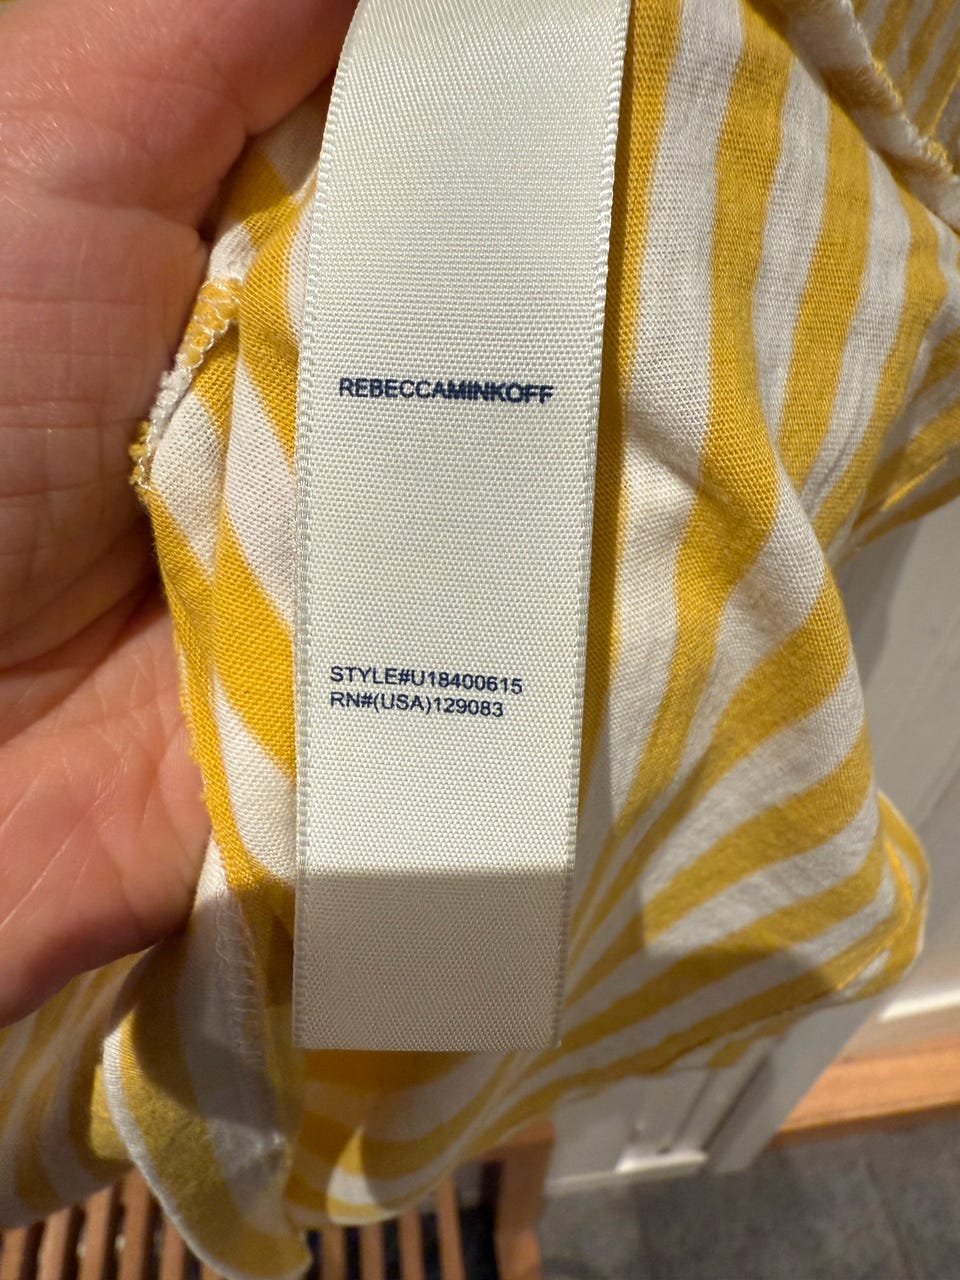 REBECCAMINKOFF
STYLE#U18400615
RN#(USA)129083